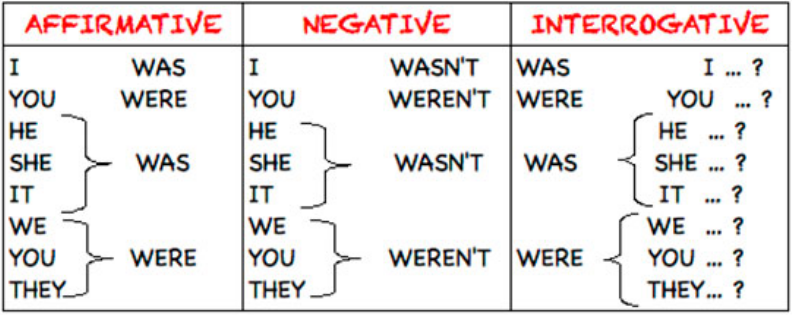 AFFIRMATIVE NEGATIVE INTERROGATIVE
I WAS I WASN'T WAS I ... ?
YOU WERE YOU WEREN'T WERE YOU ... ?
HE HE HE ... ?
SHE WAS SHE WASN'T WAS SHE ... ?
IT IT IT ... ?
WE WE WE ... ?
YOU WERE YOU WEREN'T WERE YOU ... ?
THEY THEY THEY... ?